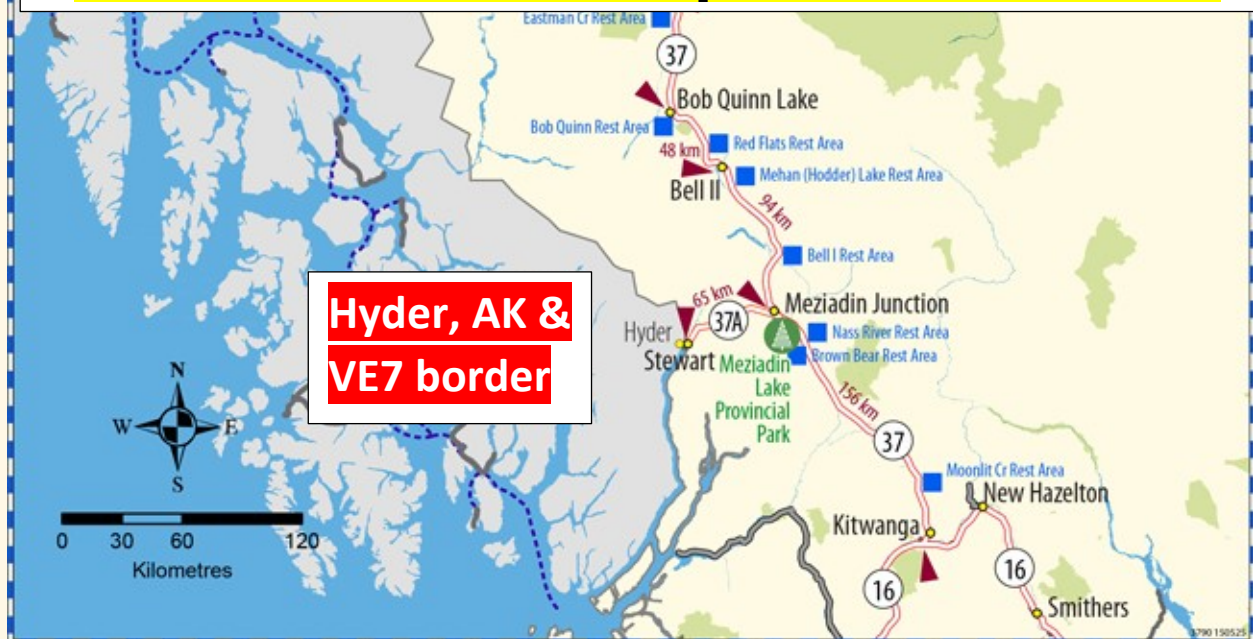 Eastman Cr Rest Area
37
Bob Quinn Lake
Bob Quinn Rest Area
Red Flats Rest Area
48 km
Mehan (Hodder) Lake Rest Area
Bell II
94 km
Bell I Rest Area
65 km
Meziadin Junction
37A
Hyder
Stewart
Nass River Rest Area
Brown Bear Rest Area
Meziadin
Lake
Provincial
Park
Hyder, AK &
VE7 border
156 km
37
N
W
E
S
Moonlit Cr Rest Area
New Hazelton
Kitwanga
0 30 60 120
Kilometres
16
16
Smithers